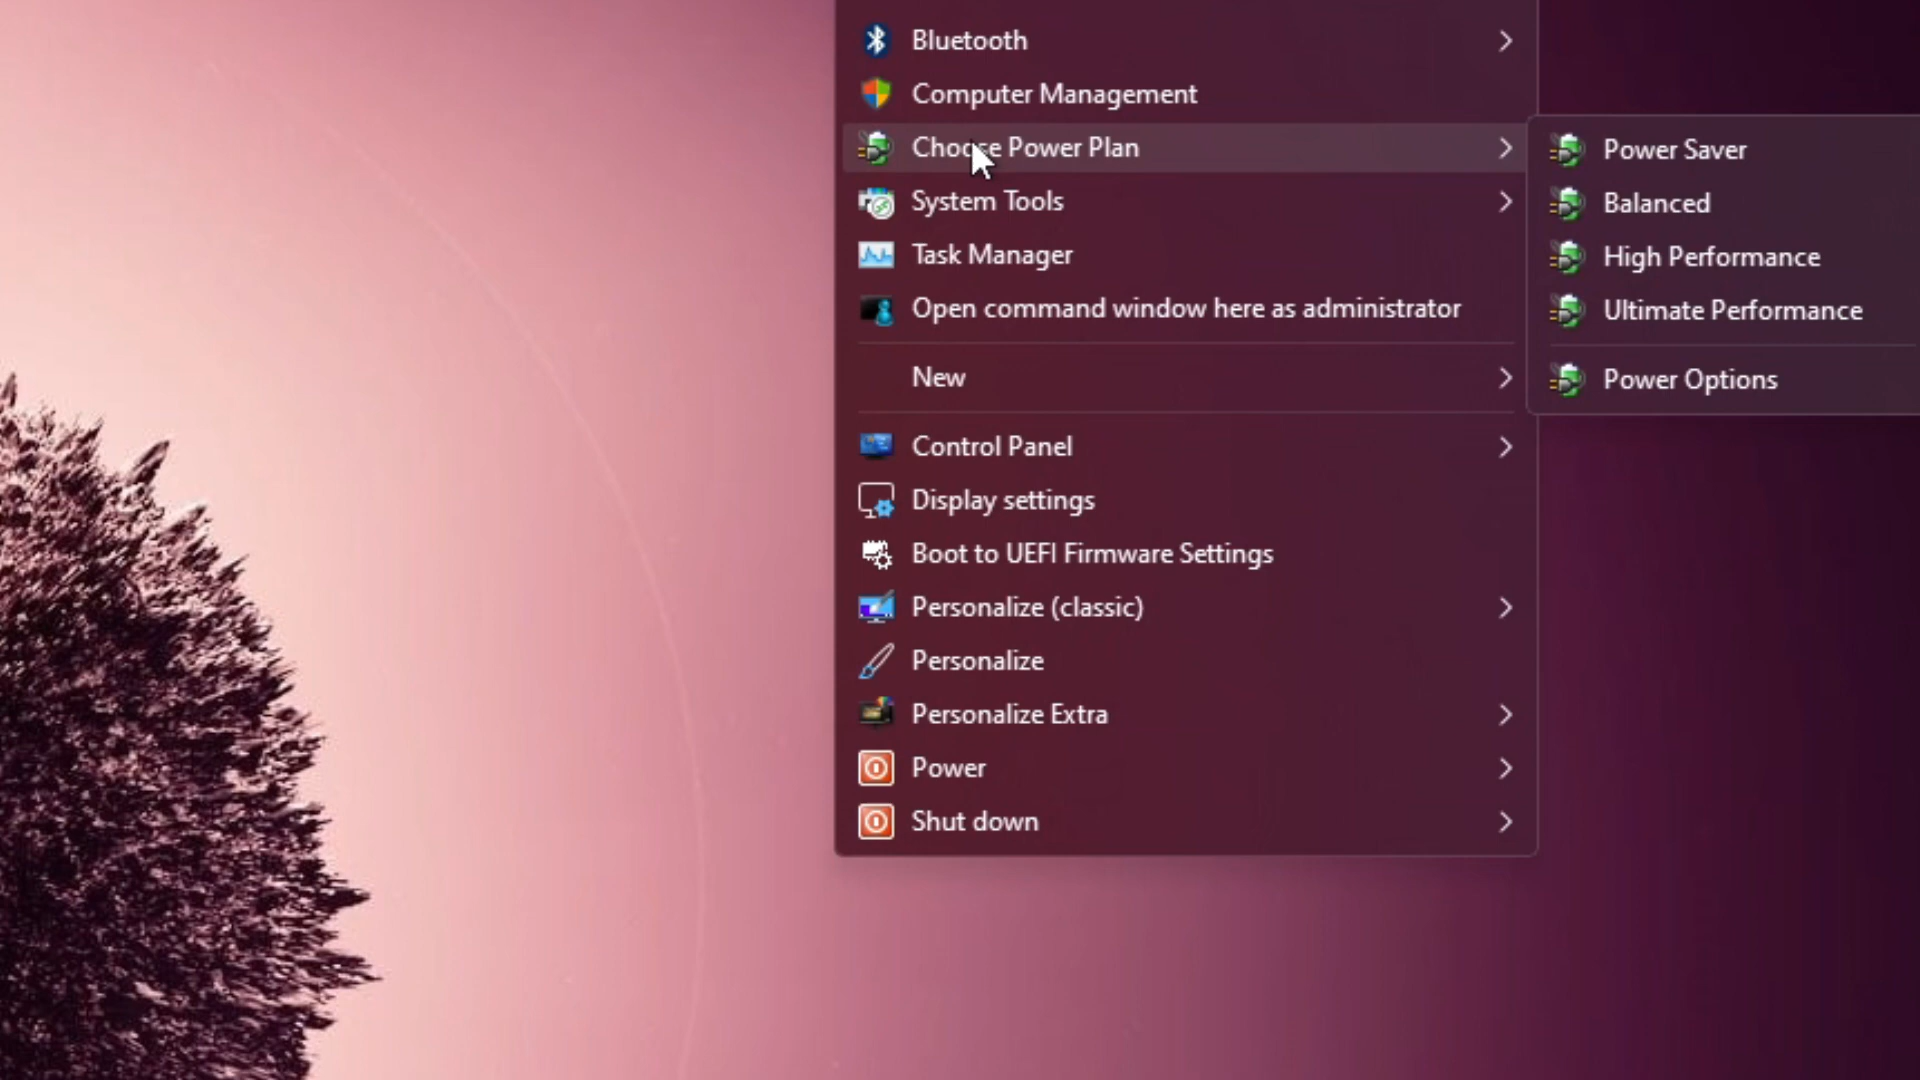 Bluetooth
Computer Management
Choose Power Plan
System Tools
Task Manager
Open command window here as administrator
New
Control Panel
Display settings
Boot to UEFI Firmware Settings
Personalize (classic)
Personalize
Personalize Extra
Power
Shut down
Power Saver
Balanced
High Performance
Ultimate Performance
Power Options